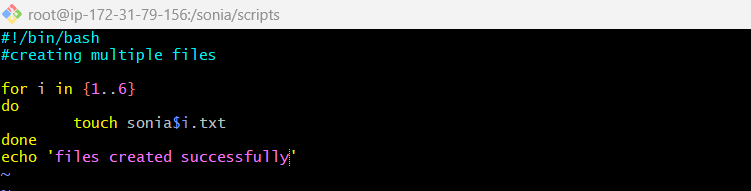 root@ip-172-31-79-156:/sonia/scripts
#!/bin/bash
#creating multiple files
for i in {1..6}
do
touch sonia$i.txt
done
echo 'files created successfully'
~
~